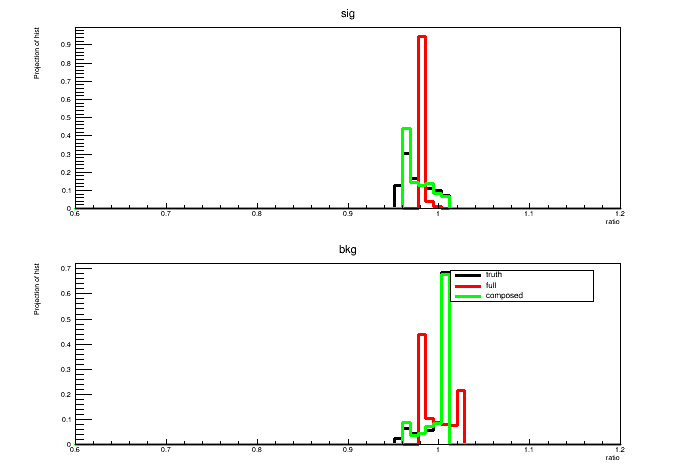 sig
Projection of hist
0.9
0.8
0.7
0.6
0.5
0.4
0.3
0.2
0.1
0
0.6 0.7 0.8 0.9 1 1.1 1.2
ratio
bkg
Projection of hist
0.7
0.6
0.5
0.4
0.3
0.2
0.1
0
truth
full
composed
0.6 0.7 0.8 0.9 1 1.1 1.2
ratio